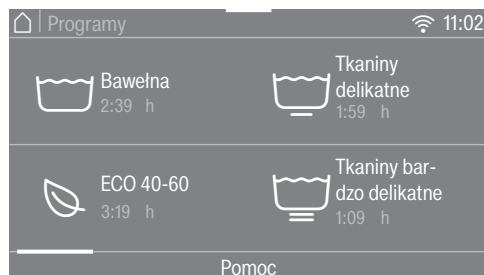 Programy 11:02
Bawełna
2:39 h
Tkaniny
delikatne
1:59 h
ECO 40-60
3:19 h
Tkaniny bar-
dzo delikatne
1:09 h
Pomoc